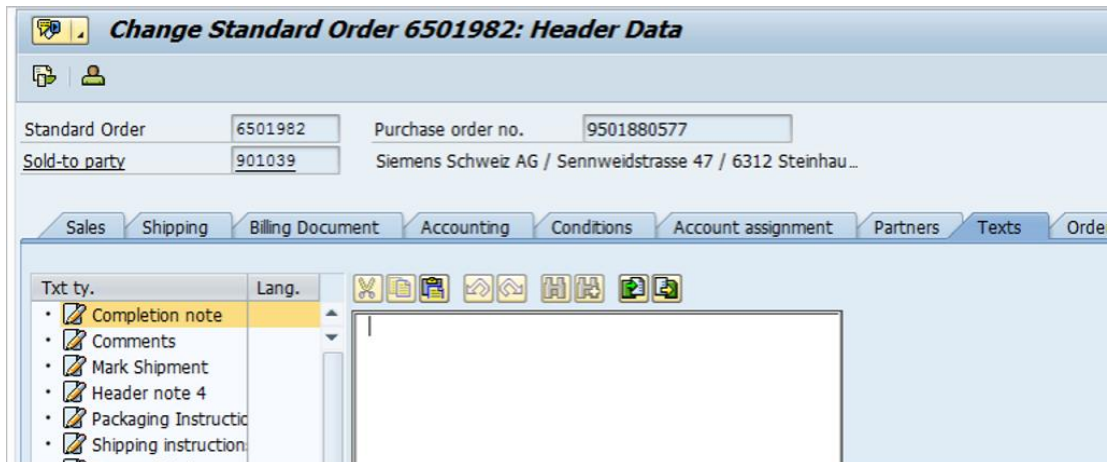 Change Standard Order 6501982: Header Data
Standard Order 6501982 Purchase order no. 9501880577
Sold-to party 901039 Siemens Schweiz AG / Sennweidstrasse 47 / 6312 Steinhau...
Sales Shipping Billing Document Accounting Conditions Account assignment Partners Texts Order
Txt ty. Lang.
Completion note
Comments
Mark Shipment
Header note 4
Packaging Instructio
Shipping instruction